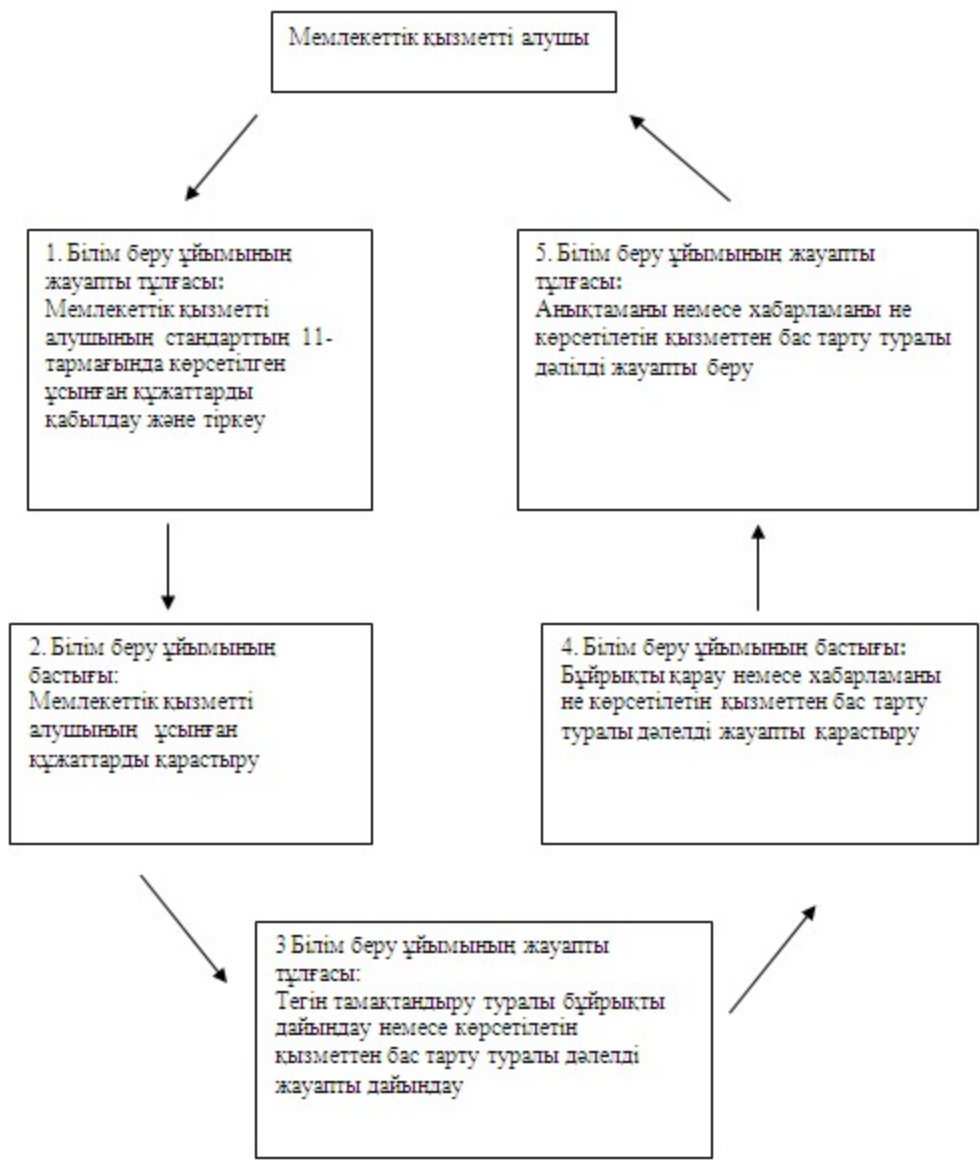 Мемлекеттік қызметті алушы
1. Білім беру ұйымының
жауапты тұлғасы:
Мемлекеттік қызметті
алушының стандарттың 11-
тармағында көрсетілген
ұсынған құжаттарды
қабылдау және тіркеу
2. Білім беру ұйымының
бастығы:
Мемлекеттік қызметті
алушының ұсынған
құжаттарды қарастыру
3 Білім беру ұйымының жауапты
тұлғасы:
Тегін тамақтандыру туралы бұйрықты
дайындау немесе көрсетілетін
қызметтен бас тарту туралы дәлелді
жауапты дайындау
4. Білім беру ұйымының бастығы:
Бұйрықты қарау немесе хабарламаны
не көрсетілетін қызметтен бас тарту
туралы дәлелді жауапты қарастыру
5. Білім беру ұйымының жауапты
тұлғасы:
Анықтаманы немесе хабарламаны не
көрсетілетін қызметтен бас тарту туралы
дәлілді жауапты беру